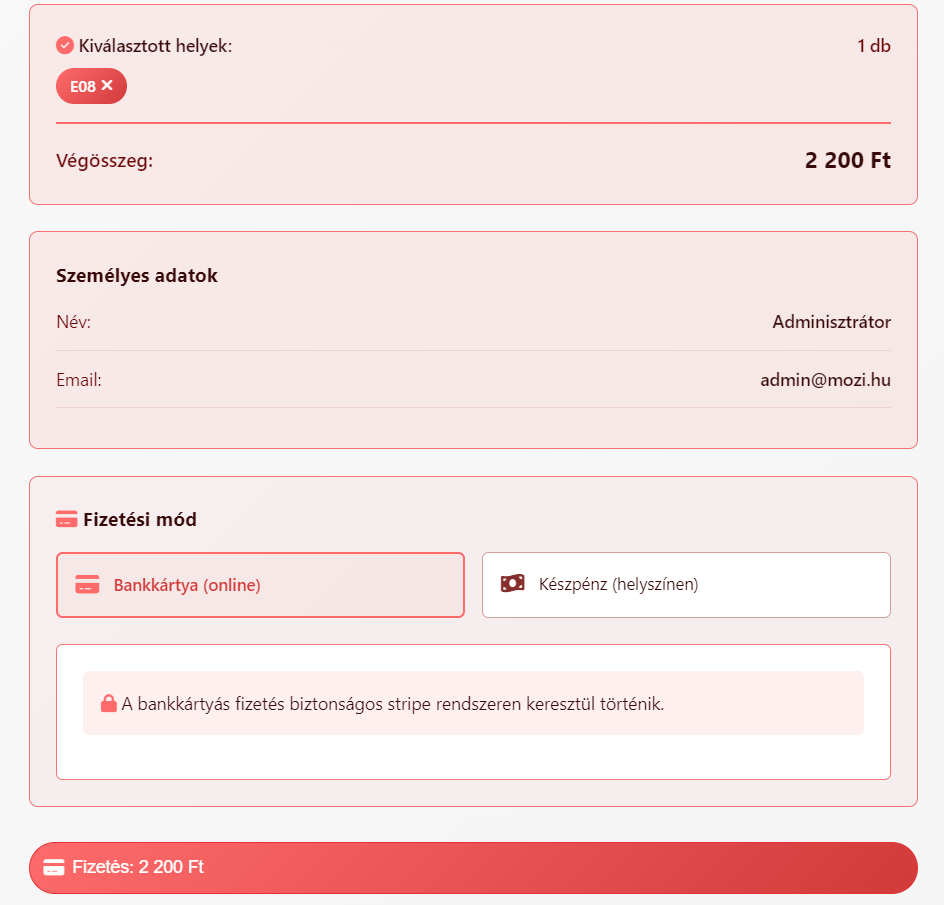 Kiválasztott helyek: 1 db
E08 ×
Végösszeg: 2 200 Ft
Személyes adatok
Név: Adminisztrátor
Email: admin@mozi.hu
Fizetési mód
Bankkártya (online) Készpénz (helyszínen)
A bankkártyás fizetés biztonságos stripe rendszeren keresztül történik.
Fizetés: 2 200 Ft